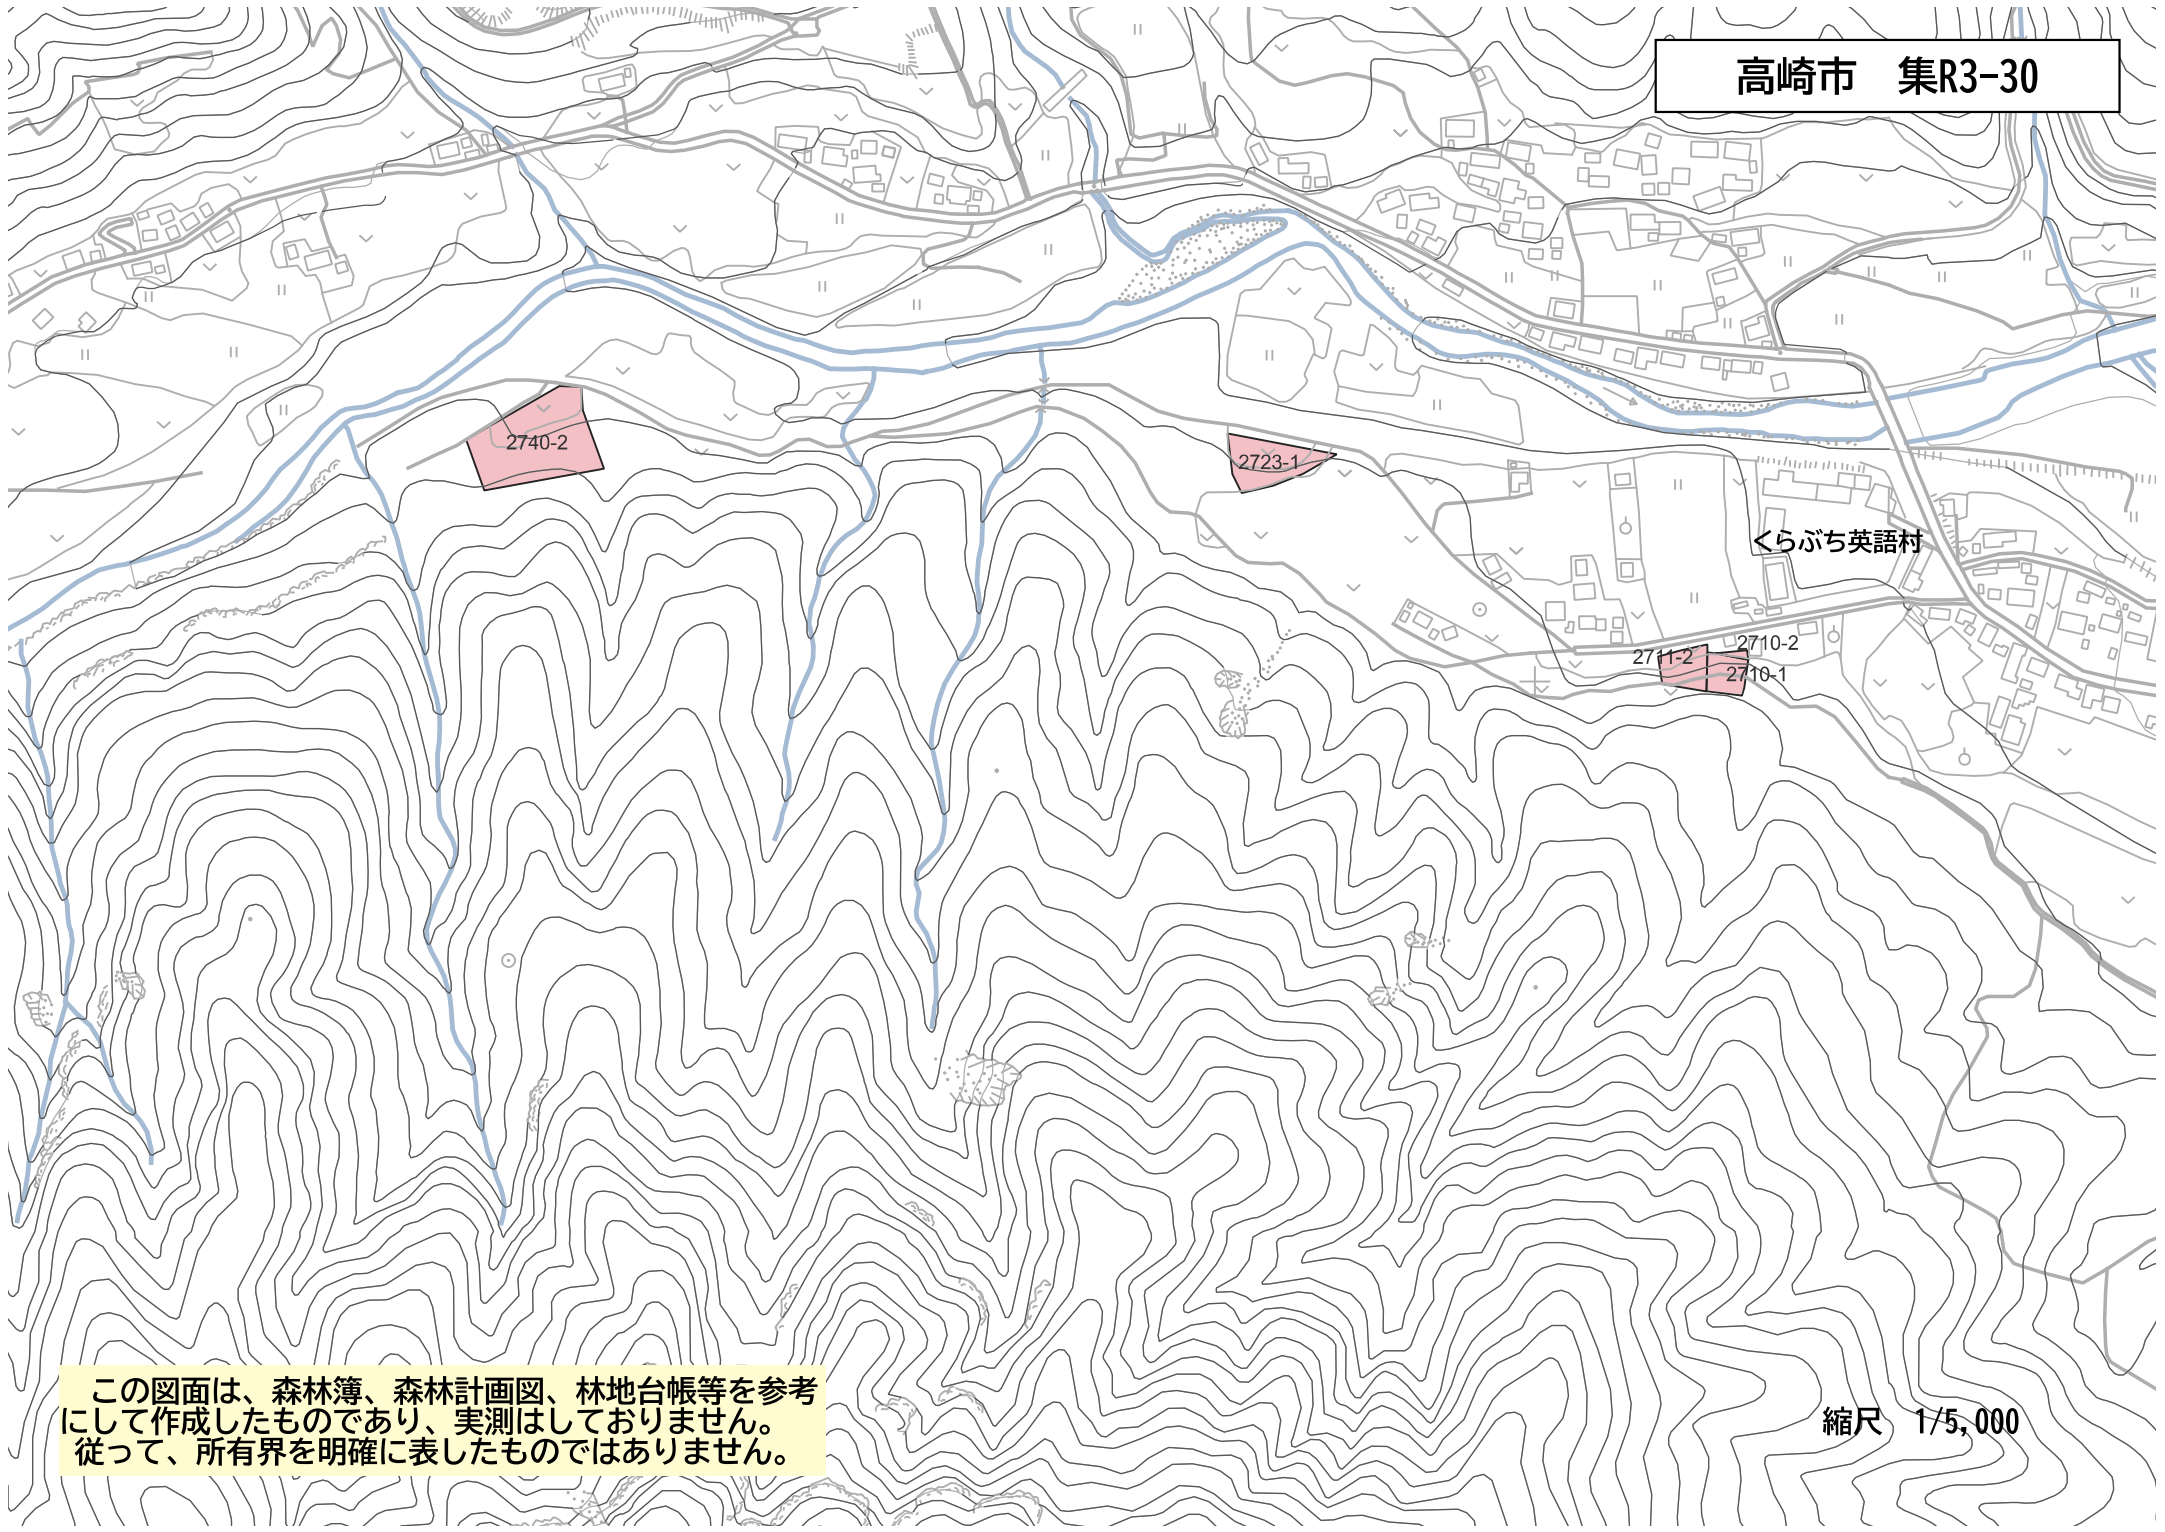 高崎市　集R3-30
2740-2
2723-1
くらぶち英語村
2710-2
2711-2
2710-1
この図面は、森林簿、森林計画図、林地台帳等を参考
にして作成したものであり、実測はしておりません。
従って、所有界を明確に表したものではありません。
縮尺　1/5,000